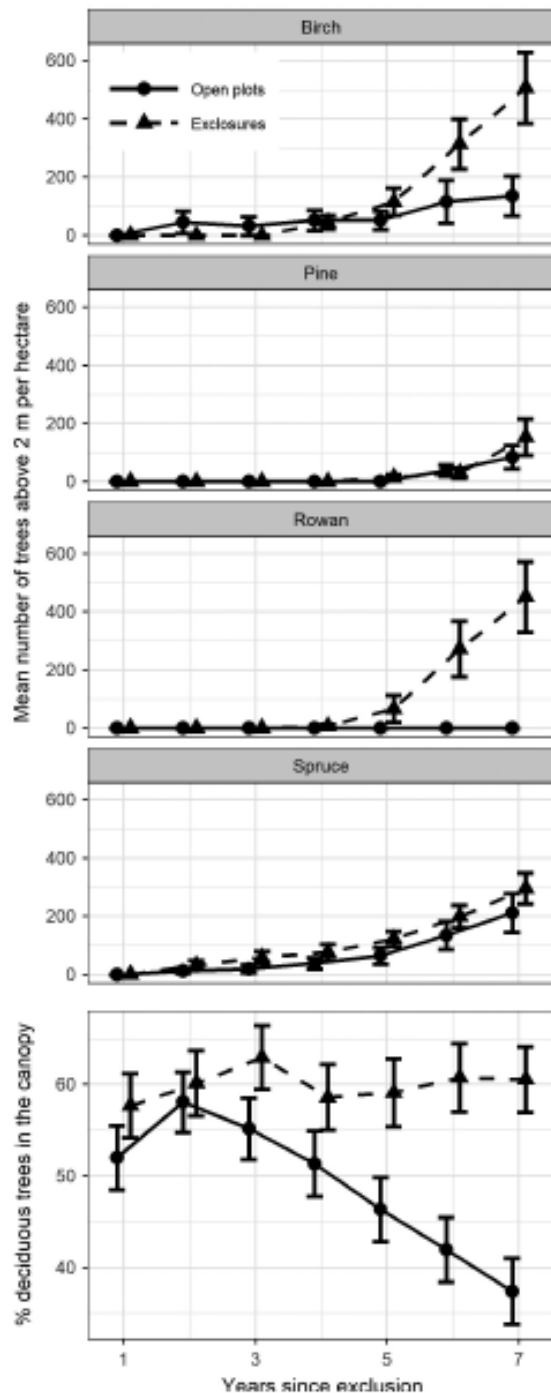 Birch
600
400
200
0
Open plots
Exclosures
Pine
600
400
200
0
Rowan
600
400
200
0
Spruce
600
400
200
0
Mean number of trees above 2 m per hectare
60
50
40
% deciduous trees in the canopy
1 3 5 7
Years since exclusion